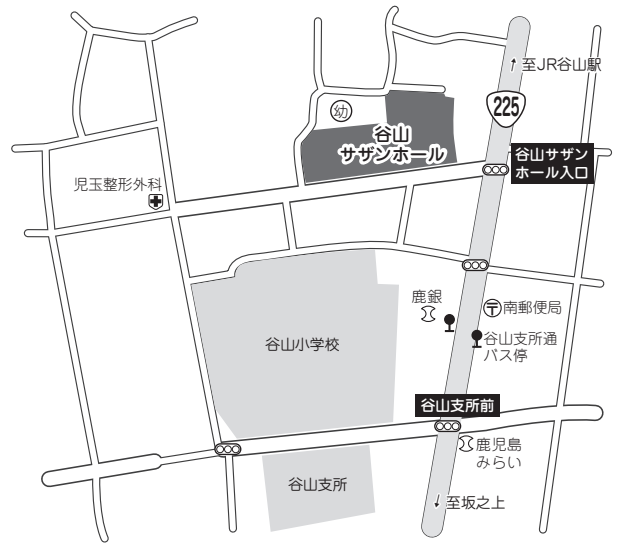 ↑至JR谷山駅
225
幼
谷山
サザンホール
谷山サザン
ホール入口
児玉整形外科
鹿銀
〒南郵便局
谷山支所通
バス停
谷山小学校
谷山支所前
鹿児島
みらい
谷山支所
↓至坂之上